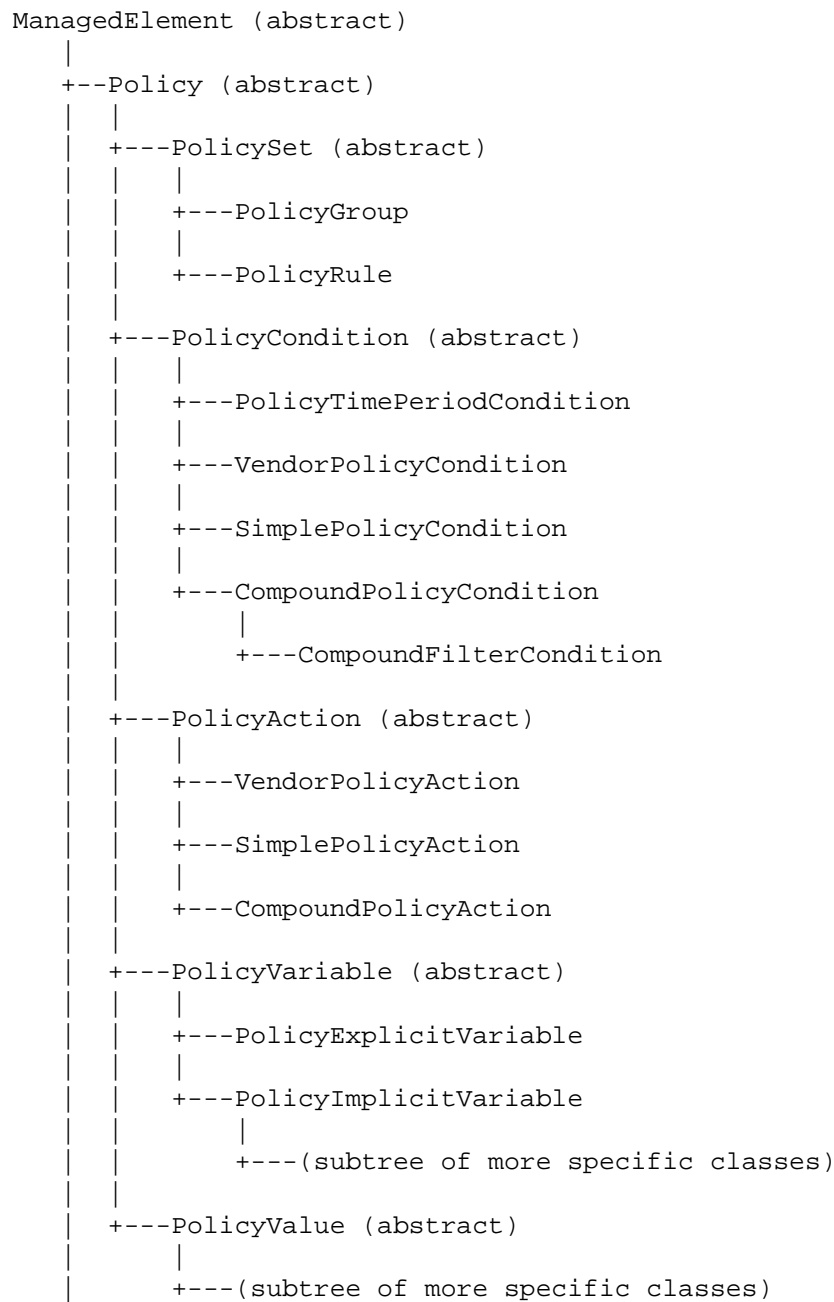 ManagedElement (abstract)
   |
   +--Policy (abstract)
   |  |
   |  +---PolicySet (abstract)
   |  |   |
   |  |   +---PolicyGroup
   |  |   |
   |  |   +---PolicyRule
   |  |
   |  +---PolicyCondition (abstract)
   |  |   |
   |  |   +---PolicyTimePeriodCondition
   |  |   |
   |  |   +---VendorPolicyCondition
   |  |   |
   |  |   +---SimplePolicyCondition
   |  |   |
   |  |   +---CompoundPolicyCondition
   |  |       |
   |  |       +---CompoundFilterCondition
   |  |
   |  +---PolicyAction (abstract)
   |  |   |
   |  |   +---VendorPolicyAction
   |  |   |
   |  |   +---SimplePolicyAction
   |  |   |
   |  |   +---CompoundPolicyAction
   |  |
   |  +---PolicyVariable (abstract)
   |  |   |
   |  |   +---PolicyExplicitVariable
   |  |   |
   |  |   +---PolicyImplicitVariable
   |  |       |
   |  |       +---(subtree of more specific classes)
   |  |
   |  +---PolicyValue (abstract)
   |      |
   |      +---(subtree of more specific classes)